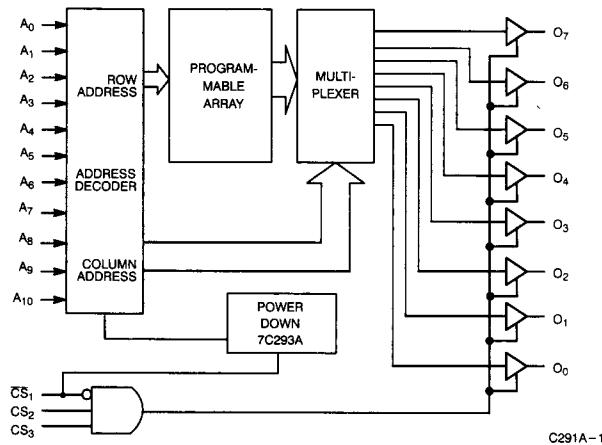 A0
A1
A2
A3
A4
A5
A6
A7
A8
A9
A10
ROW
ADDRESS
ADDRESS
DECODER
COLUMN
ADDRESS
PROGRAM-
MABLE
ARRAY
MULTI-
PLEXER
POWER
DOWN
7C293A
O7
O6
O5
O4
O3
O2
O1
O0
C̅S̅1
CS2
CS3
C291A-1